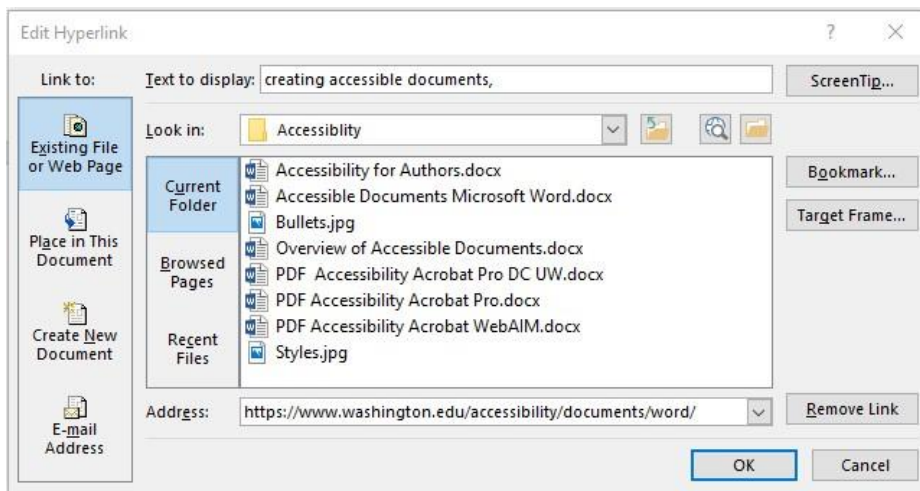 Edit Hyperlink
?
Link to:
Text to display: creating accessible documents,
ScreenTip...
Existing File
or Web Page
Look in:
Accessiblity
Current
Folder
Accessibility for Authors.docx
Accessible Documents Microsoft Word.docx
Bullets.jpg
Overview of Accessible Documents.docx
PDF  Accessibility Acrobat Pro DC UW.docx
PDF Accessibility Acrobat Pro.docx
PDF Accessibility Acrobat WebAIM.docx
Styles.jpg
Bookmark...
Target Frame...
Place in This
Document
Browsed
Pages
Create New
Document
Recent
Files
E-mail
Address
Address: https://www.washington.edu/accessibility/documents/word/
Remove Link
OK
Cancel